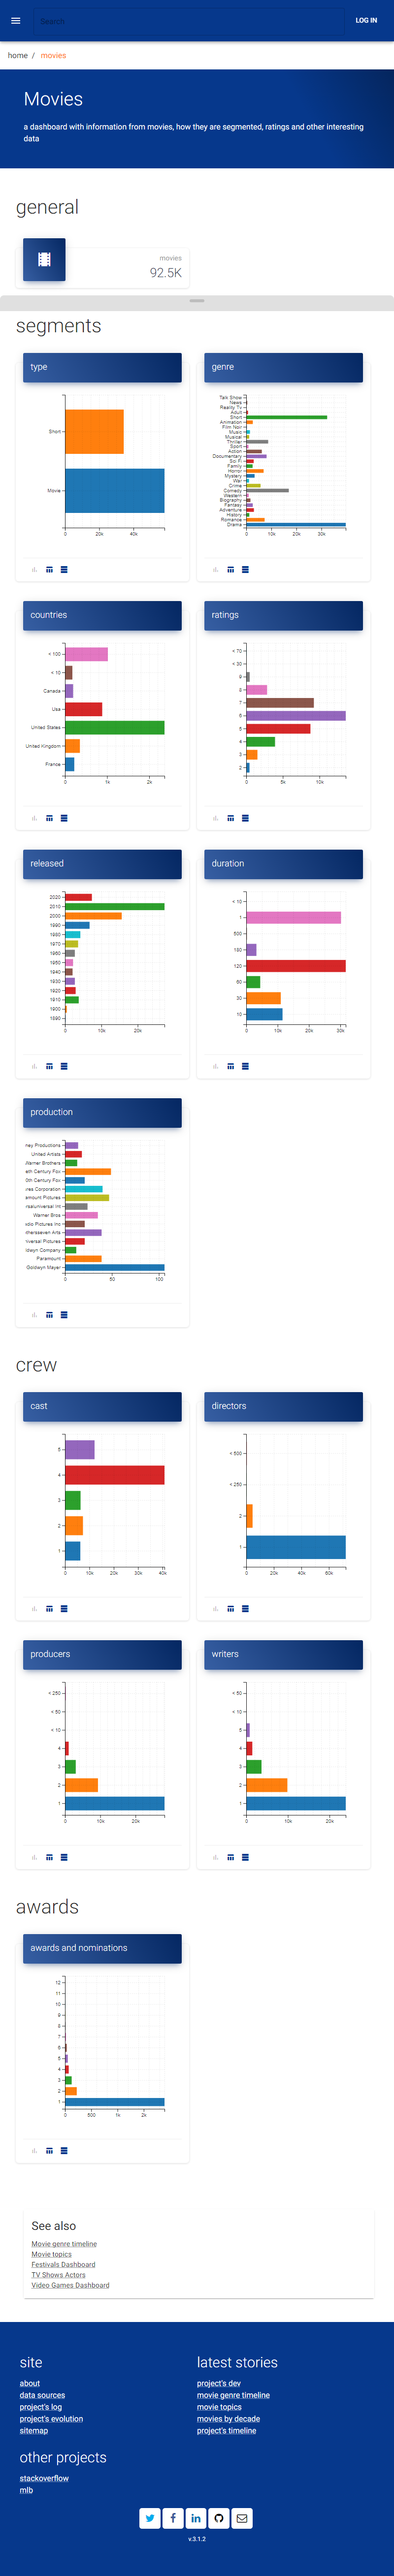 Search
LOG IN
home / movies
Movies
a dashboard with information from movies, how they are segmented, ratings and other interesting
data
general
movies
92.5K
segments
type
Short
Movie
0 20k 40k
genre
Talk Show
News
Reality Tv
Adult
Short
Animation
Film Noir
Music
Musical
Thriller
Sport
Action
Documentary
Sci Fi
Family
Horror
Mystery
War
Crime
Comedy
Western
Biography
Fantasy
Adventure
History
Romance
Drama
0 10k 20k 30k
countries
< 100
< 10
Canada
Usa
United States
United Kingdom
France
0 1k 2k
ratings
< 70
< 30
9
8
7
6
5
4
3
2
0 5k 10k
released
2020
2010
2000
1990
1980
1970
1960
1950
1940
1930
1920
1910
1900
1890
0 10k 20k
duration
< 10
1
500
180
120
60
30
10
0 10k 20k 30k
production
ney Productions
United Artists
Warner Brothers
eth Century Fox
0th Century Fox
res Corporation
amount Pictures
rsaluniversal Int
Warner Bros
adio Pictures Inc
itheraseven Arts
iversal Pictures
ldwyn Company
Paramount
Goldwyn Mayer
0 50 100
crew
cast
5
4
3
2
1
0 10k 20k 30k 40k
directors
< 500
< 250
2
1
0 20k 40k 60k
producers
< 250
< 50
< 10
4
3
2
1
0 10k 20k
writers
< 50
< 10
5
4
3
2
1
0 10k 20k
awards
awards and nominations
12
11
10
9
8
7
6
5
4
3
2
1
0 500 1k 2k
See also
Movie genre timeline
Movie topics
Festivals Dashboard
TV Shows Actors
Video Games Dashboard
site
about
data sources
project's log
project's evolution
sitemap
latest stories
project's dev
movie genre timeline
movie topics
movies by decade
project's timeline
other projects
stackoverflow
mlb
v.3.1.2